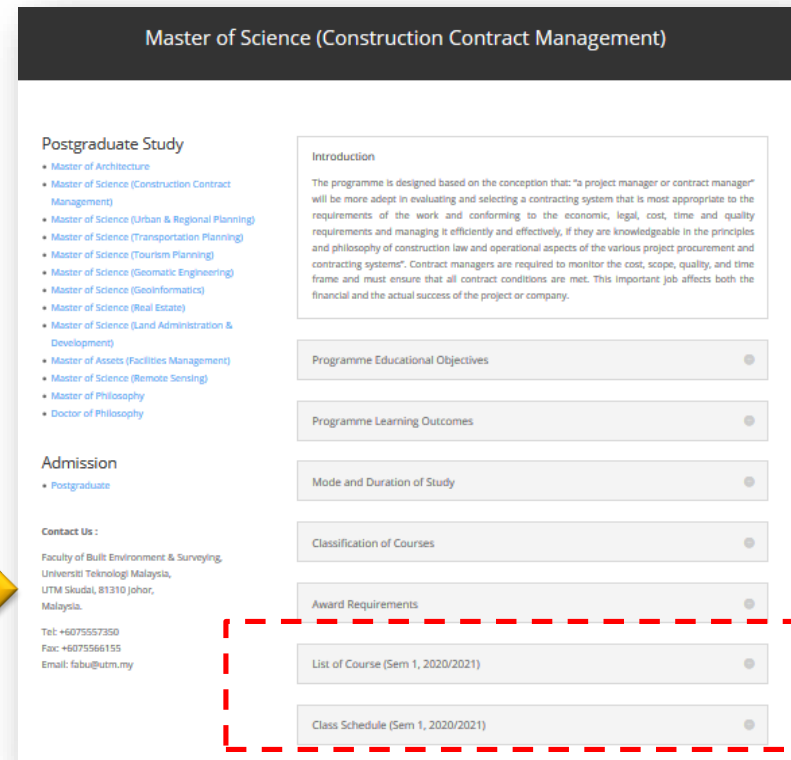 Master of Science (Construction Contract Management)
Postgraduate Study
• Master of Architecture
• Master of Science (Construction Contract
Management)
• Master of Science (Urban & Regional Planning)
• Master of Science (Transportation Planning)
• Master of Science (Tourism Planning)
• Master of Science (Geomatic Engineering)
• Master of Science (Geoinformatics)
• Master of Science (Real Estate)
• Master of Science (Land Administration &
Development)
• Master of Assets (Facilities Management)
• Master of Science (Remote Sensing)
• Master of Philosophy
• Doctor of Philosophy
Admission
• Postgraduate
Contact Us :
Faculty of Built Environment & Surveying,
Universiti Teknologi Malaysia,
UTM Skudai, 81310 Johor,
Malaysia.
Tel: +6075557350
Fax: +6075566155
Email: fabu@utm.my
Introduction
The programme is designed based on the conception that: "a project manager or contract manager"
will be more adept in evaluating and selecting a contracting system that is most appropriate to the
requirements of the work and conforming to the economic, legal, cost, time and quality
requirements and managing it efficiently and effectively, if they are knowledgeable in the principles
and philosophy of construction law and operational aspects of the various project procurement and
contracting systems". Contract managers are required to monitor the cost, scope, quality, and time
frame and must ensure that all contract conditions are met. This important job affects both the
financial and the actual success of the project or company.
Programme Educational Objectives
Programme Learning Outcomes
Mode and Duration of Study
Classification of Courses
Award Requirements
List of Course (Sem 1, 2020/2021)
Class Schedule (Sem 1, 2020/2021)